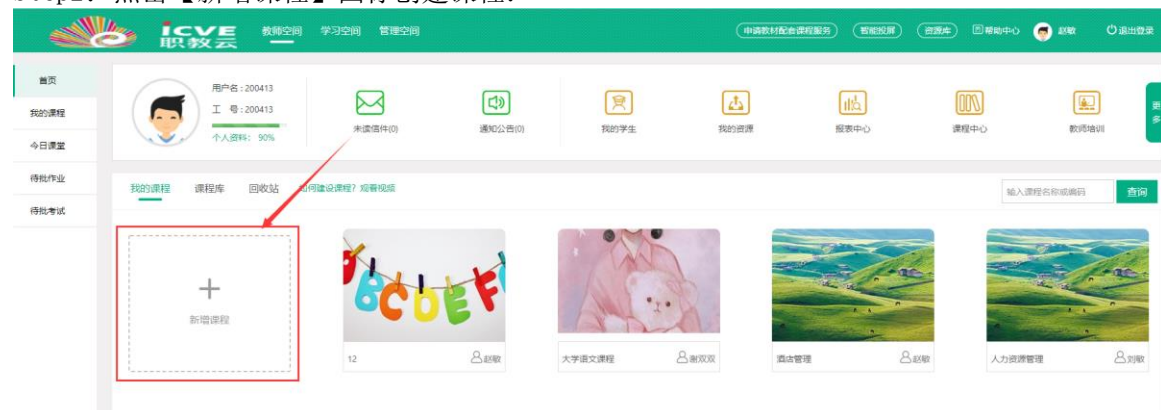 Step2: 点击【新增课程】图标创建课程.
icve 职教云
教师空间 学习空间 管理空间
申请教材配套课程服务 智能投屏 资源库 帮助中心 赵敏 退出登录
首页
我的课程
今日课堂
待批作业
待批考试
用户名:200413
工 号:200413
个人资料: 90%
未读信件(0) 通知公告(0) 我的学生 我的资源 报表中心 课程中心 教师培训
更多
我的课程 课程库 回收站 如何建设课程? 观看视频
输入课程名称或编码 查询
新增课程
BCDEF
12 赵敏
大学语文课程 谢双双
酒店管理 赵敏
人力资源管理 刘敏